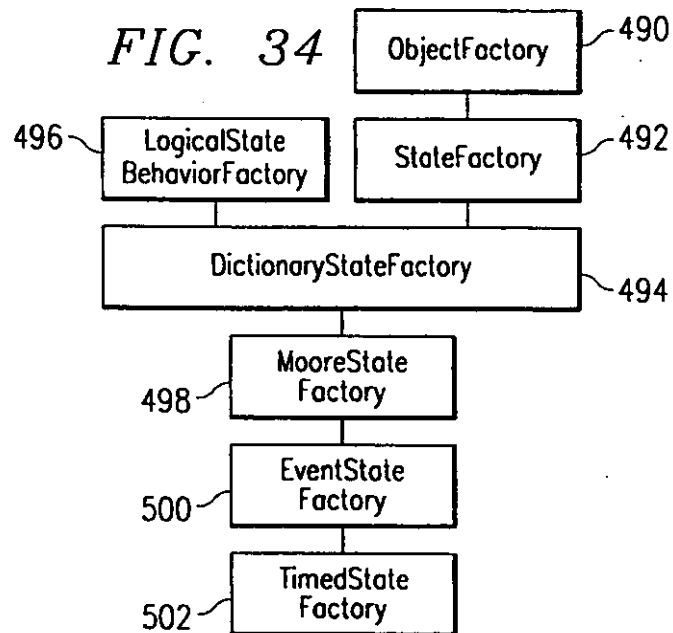 FIG. 34
ObjectFactory
490
496
LogicalState
BehaviorFactory
StateFactory
492
DictionaryStateFactory
494
MooreState
Factory
498
EventState
Factory
500
TimedState
Factory
502